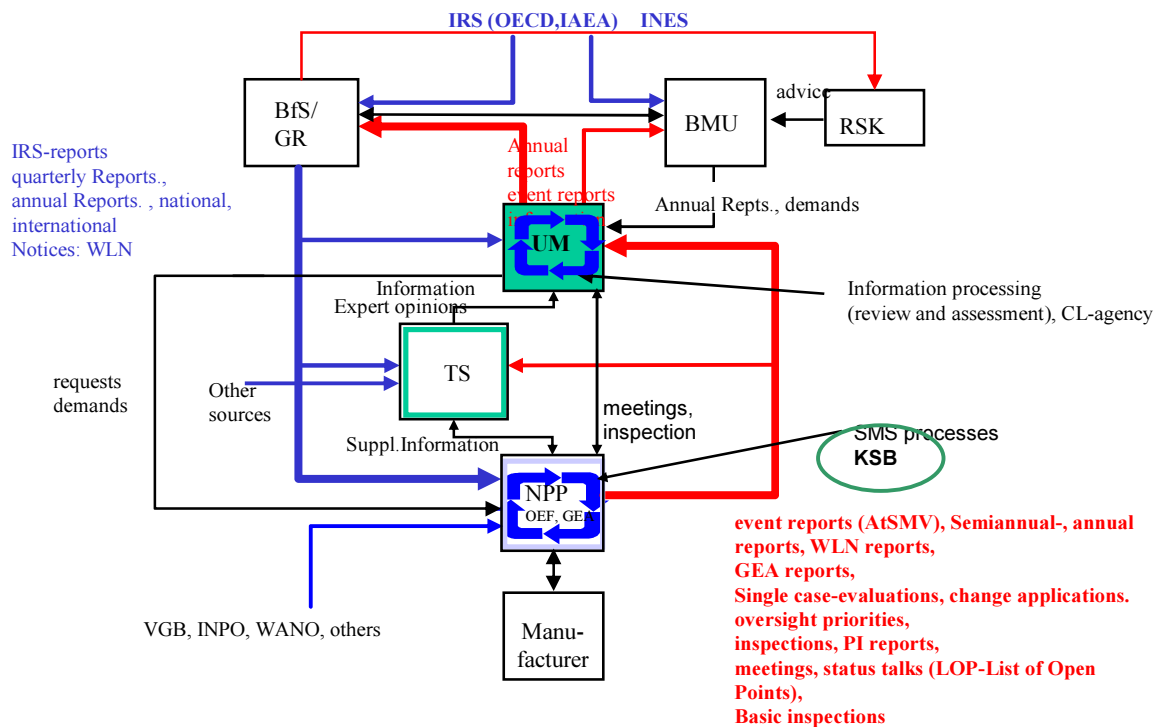 IRS (OECD,IAEA) INES
BfS/
GR
BMU
advice
RSK
IRS-reports
quarterly Reports.,
annual Reports. , national,
international
Notices: WLN
Annual
reports
event reports
Annual Repts., demands
UM
Information
Expert opinions
Information processing
(review and assessment), CL-agency
TS
requests
demands
Other
sources
meetings,
inspection
Suppl.Information
SMS processes
KSB
NPP
OEF, GEA
event reports (AtSMV), Semiannual-, annual
reports, WLN reports,
GEA reports,
Single case-evaluations, change applications.
oversight priorities,
inspections, PI reports,
meetings, status talks (LOP-List of Open
Points),
Basic inspections
VGB, INPO, WANO, others
Manu-
facturer